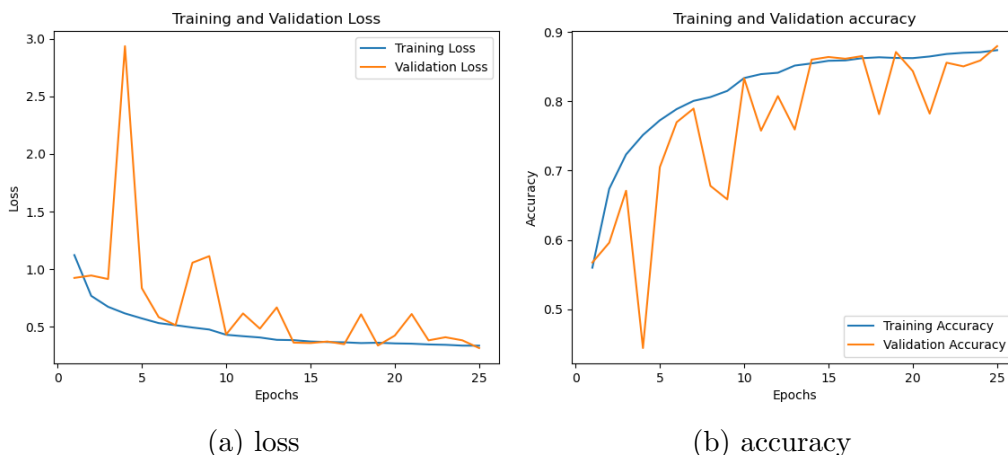 Training and Validation Loss
3.0
2.5
2.0
1.5
1.0
0.5
Loss
Training Loss
Validation Loss
0 5 10 15 20 25
Epochs
(a) loss
Training and Validation accuracy
0.9
0.8
0.7
0.6
0.5
Accuracy
Training Accuracy
Validation Accuracy
0 5 10 15 20 25
Epochs
(b) accuracy